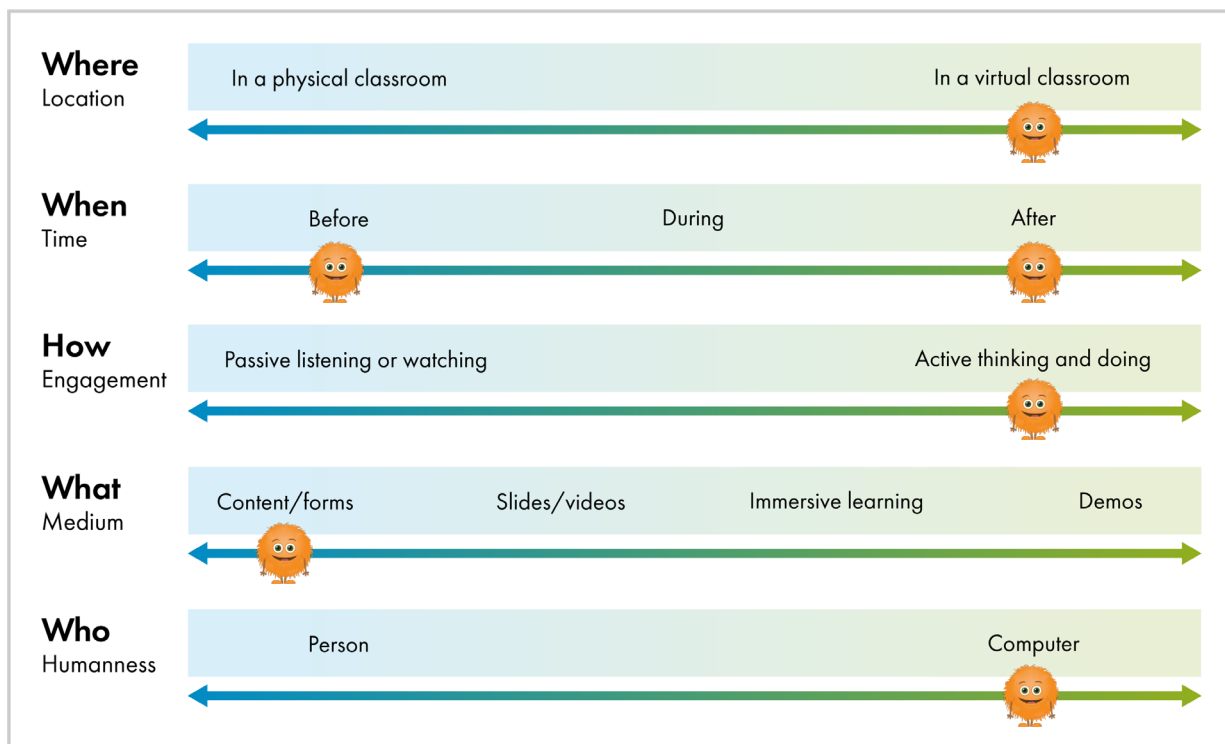 Where
Location
In a physical classroom
In a virtual classroom
When
Time
Before
During
After
How
Engagement
Passive listening or watching
Active thinking and doing
What
Medium
Content/forms
Slides/videos
Immersive learning
Demos
Who
Humanness
Person
Computer